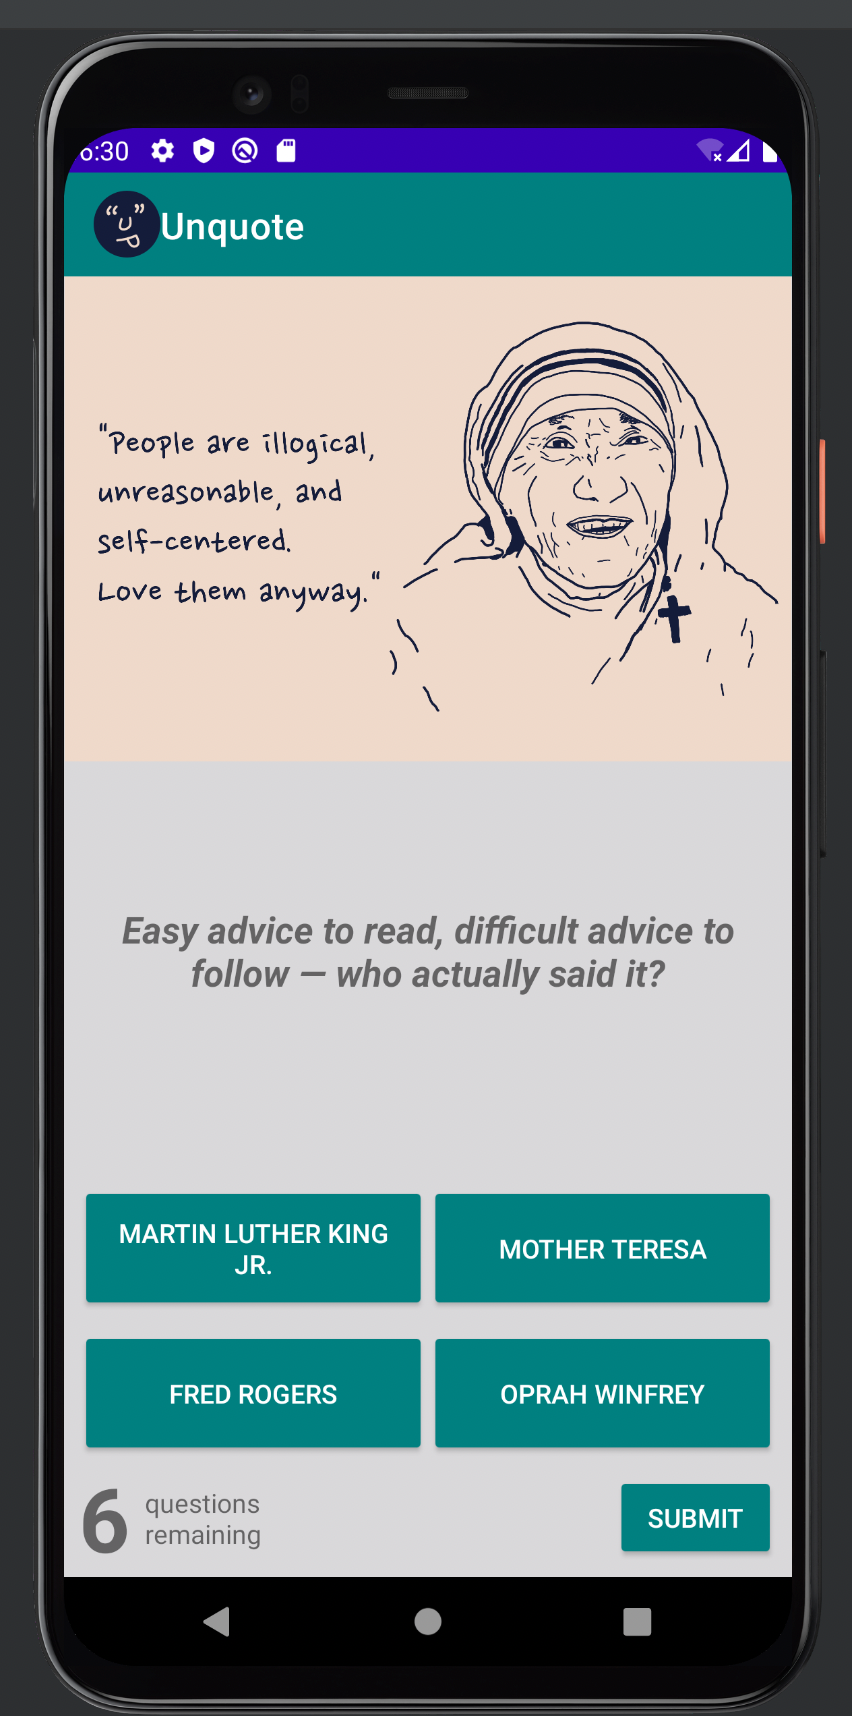 6:30
Unquote
"People are illogical,
unreasonable, and
self-centered.
Love them anyway."
Easy advice to read, difficult advice to
follow — who actually said it?
MARTIN LUTHER KING
JR.
MOTHER TERESA
FRED ROGERS
OPRAH WINFREY
6
questions
remaining
SUBMIT